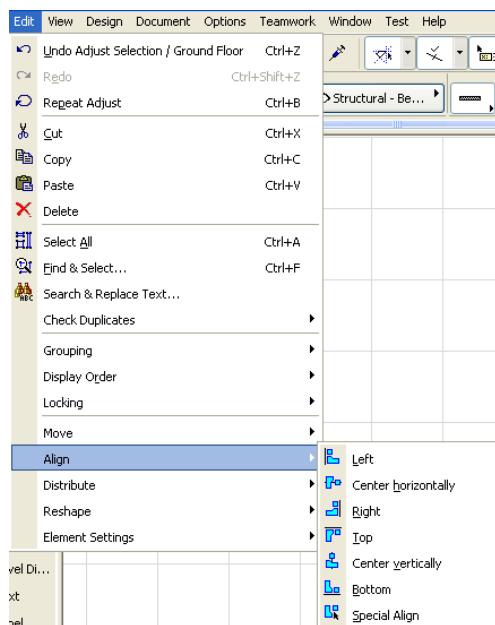 Edit View Design Document Options Teamwork Window Test Help
Undo Adjust Selection / Ground Floor Ctrl+Z
Redo Ctrl+Shift+Z
Repeat Adjust Ctrl+B
Structural - Be...
Cut Ctrl+X
Copy Ctrl+C
Paste Ctrl+V
Delete
Select All Ctrl+A
Find & Select... Ctrl+F
Search & Replace Text...
Check Duplicates
Grouping
Display Order
Locking
Move
Align
Left
Distribute
Center horizontally
Reshape
Right
Element Settings
Top
Center vertically
vel Di...
Bottom
xt
Special Align